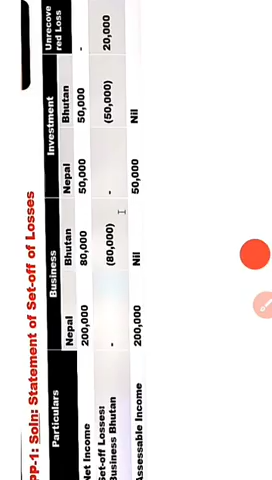 PP-1: Soln: Statement of Set-off of Losses
Particulars Business Investment Unrecove red Loss
Nepal Bhutan Nepal Bhutan
Net Income 200,000 80,000 50,000 50,000 -
Set-off Losses:
Business Bhutan - (80,000) - (50,000) 20,000
Assessable Income 200,000 Nil 50,000 Nil